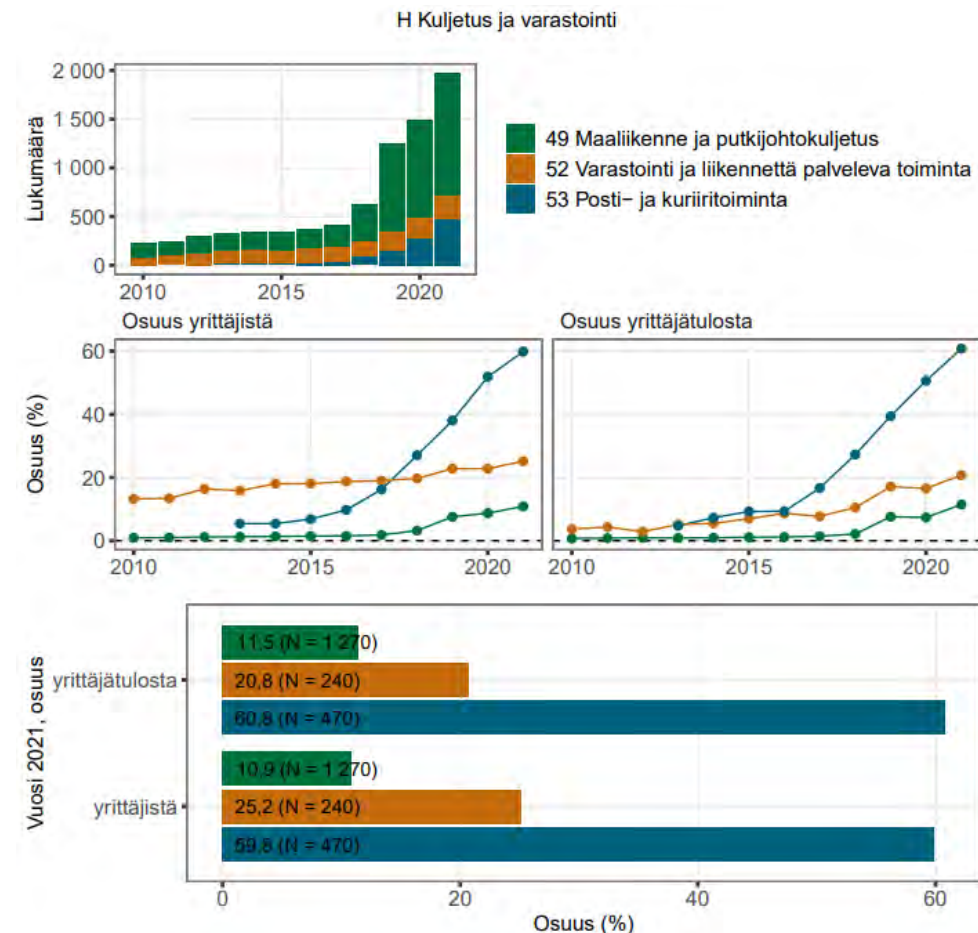 H Kuljetus ja varastointi
Lukumäärä
2 000
1 500
1 000
500
0
2010
2015
2020
49 Maaliikenne ja putkijohtokuljetus
52 Varastointi ja liikennettä palveleva toiminta
53 Posti− ja kuriiritoiminta
Osuus yrittäjistä
Osuus yrittäjätulosta
Osuus (%)
60
40
20
0
2010
2015
2020
2010
2015
2020
Vuosi 2021, osuus
yrittäjätulosta
11,5 (N = 1 270)
20,8 (N = 240)
60,8 (N = 470)
yrittäjistä
10,9 (N = 1 270)
25,2 (N = 240)
59,8 (N = 470)
0
20
40
60
Osuus (%)